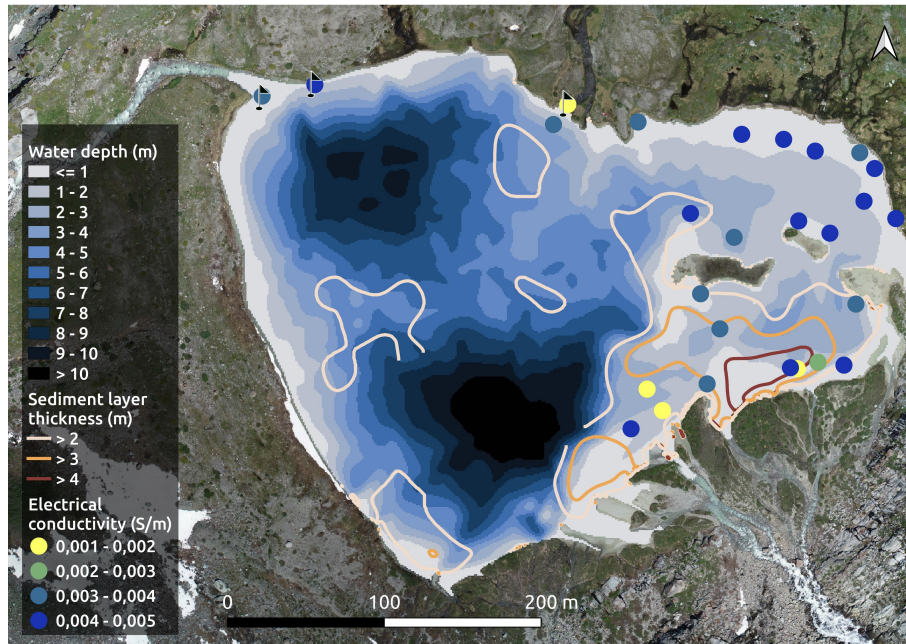 Water depth (m)
<= 1
1 - 2
2 - 3
3 - 4
4 - 5
5 - 6
6 - 7
7 - 8
8 - 9
9 - 10
> 10
Sediment layer
thickness (m)
> 2
> 3
> 4
Electrical
conductivity (S/m)
0,001 - 0,002
0,002 - 0,003
0,003 - 0,004
0,004 - 0,005
0 100 200 m